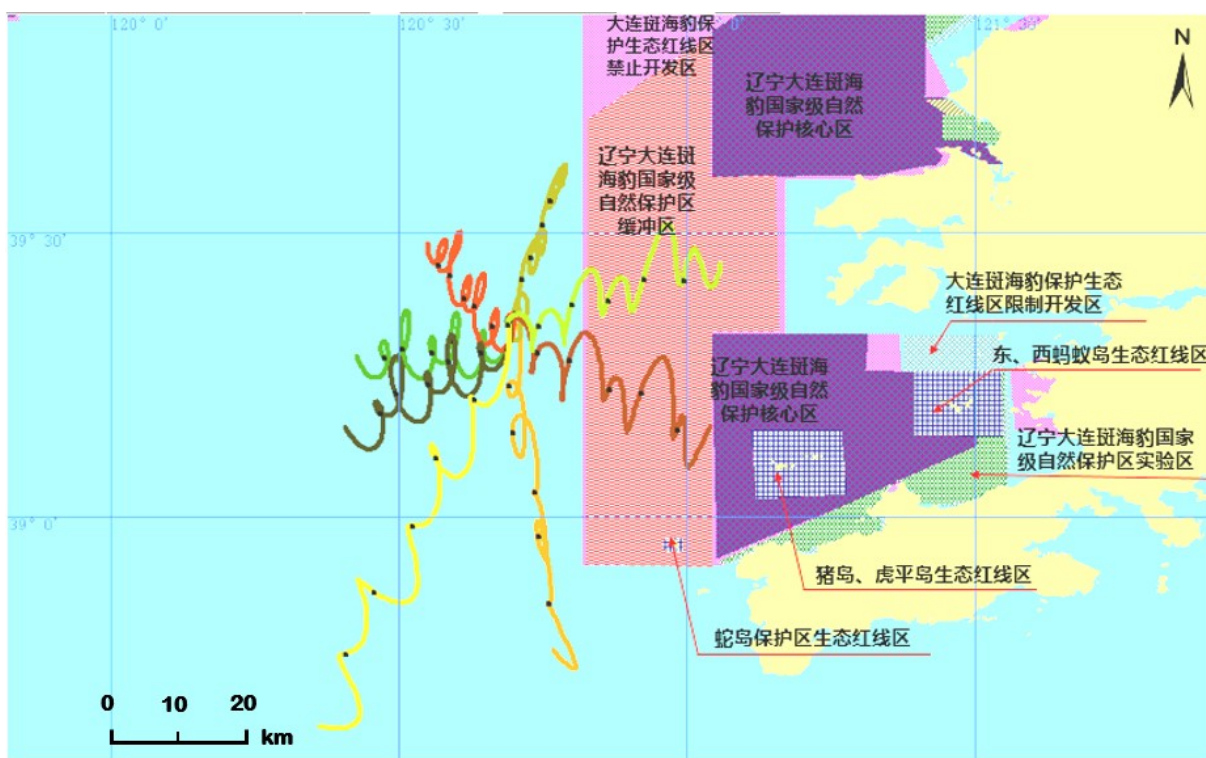 120° 0′
120° 30′
0′
121° 30′
大连斑海豹保
护生态红线区
禁止开发区
辽宁大连斑海
豹国家级自然
保护核心区
N
辽宁大连斑
海豹国家级
自然保护区
缓冲区
39° 30′
大连斑海豹保护生态
红线区限制开发区
东、西蚂蚁岛生态红线区
辽宁大连斑海
豹国家级自然
保护核心区
辽宁大连斑海豹国家
级自然保护区实验区
39° 0′
猪岛、虎平岛生态红线区
蛇岛保护区生态红线区
0 10 20
km